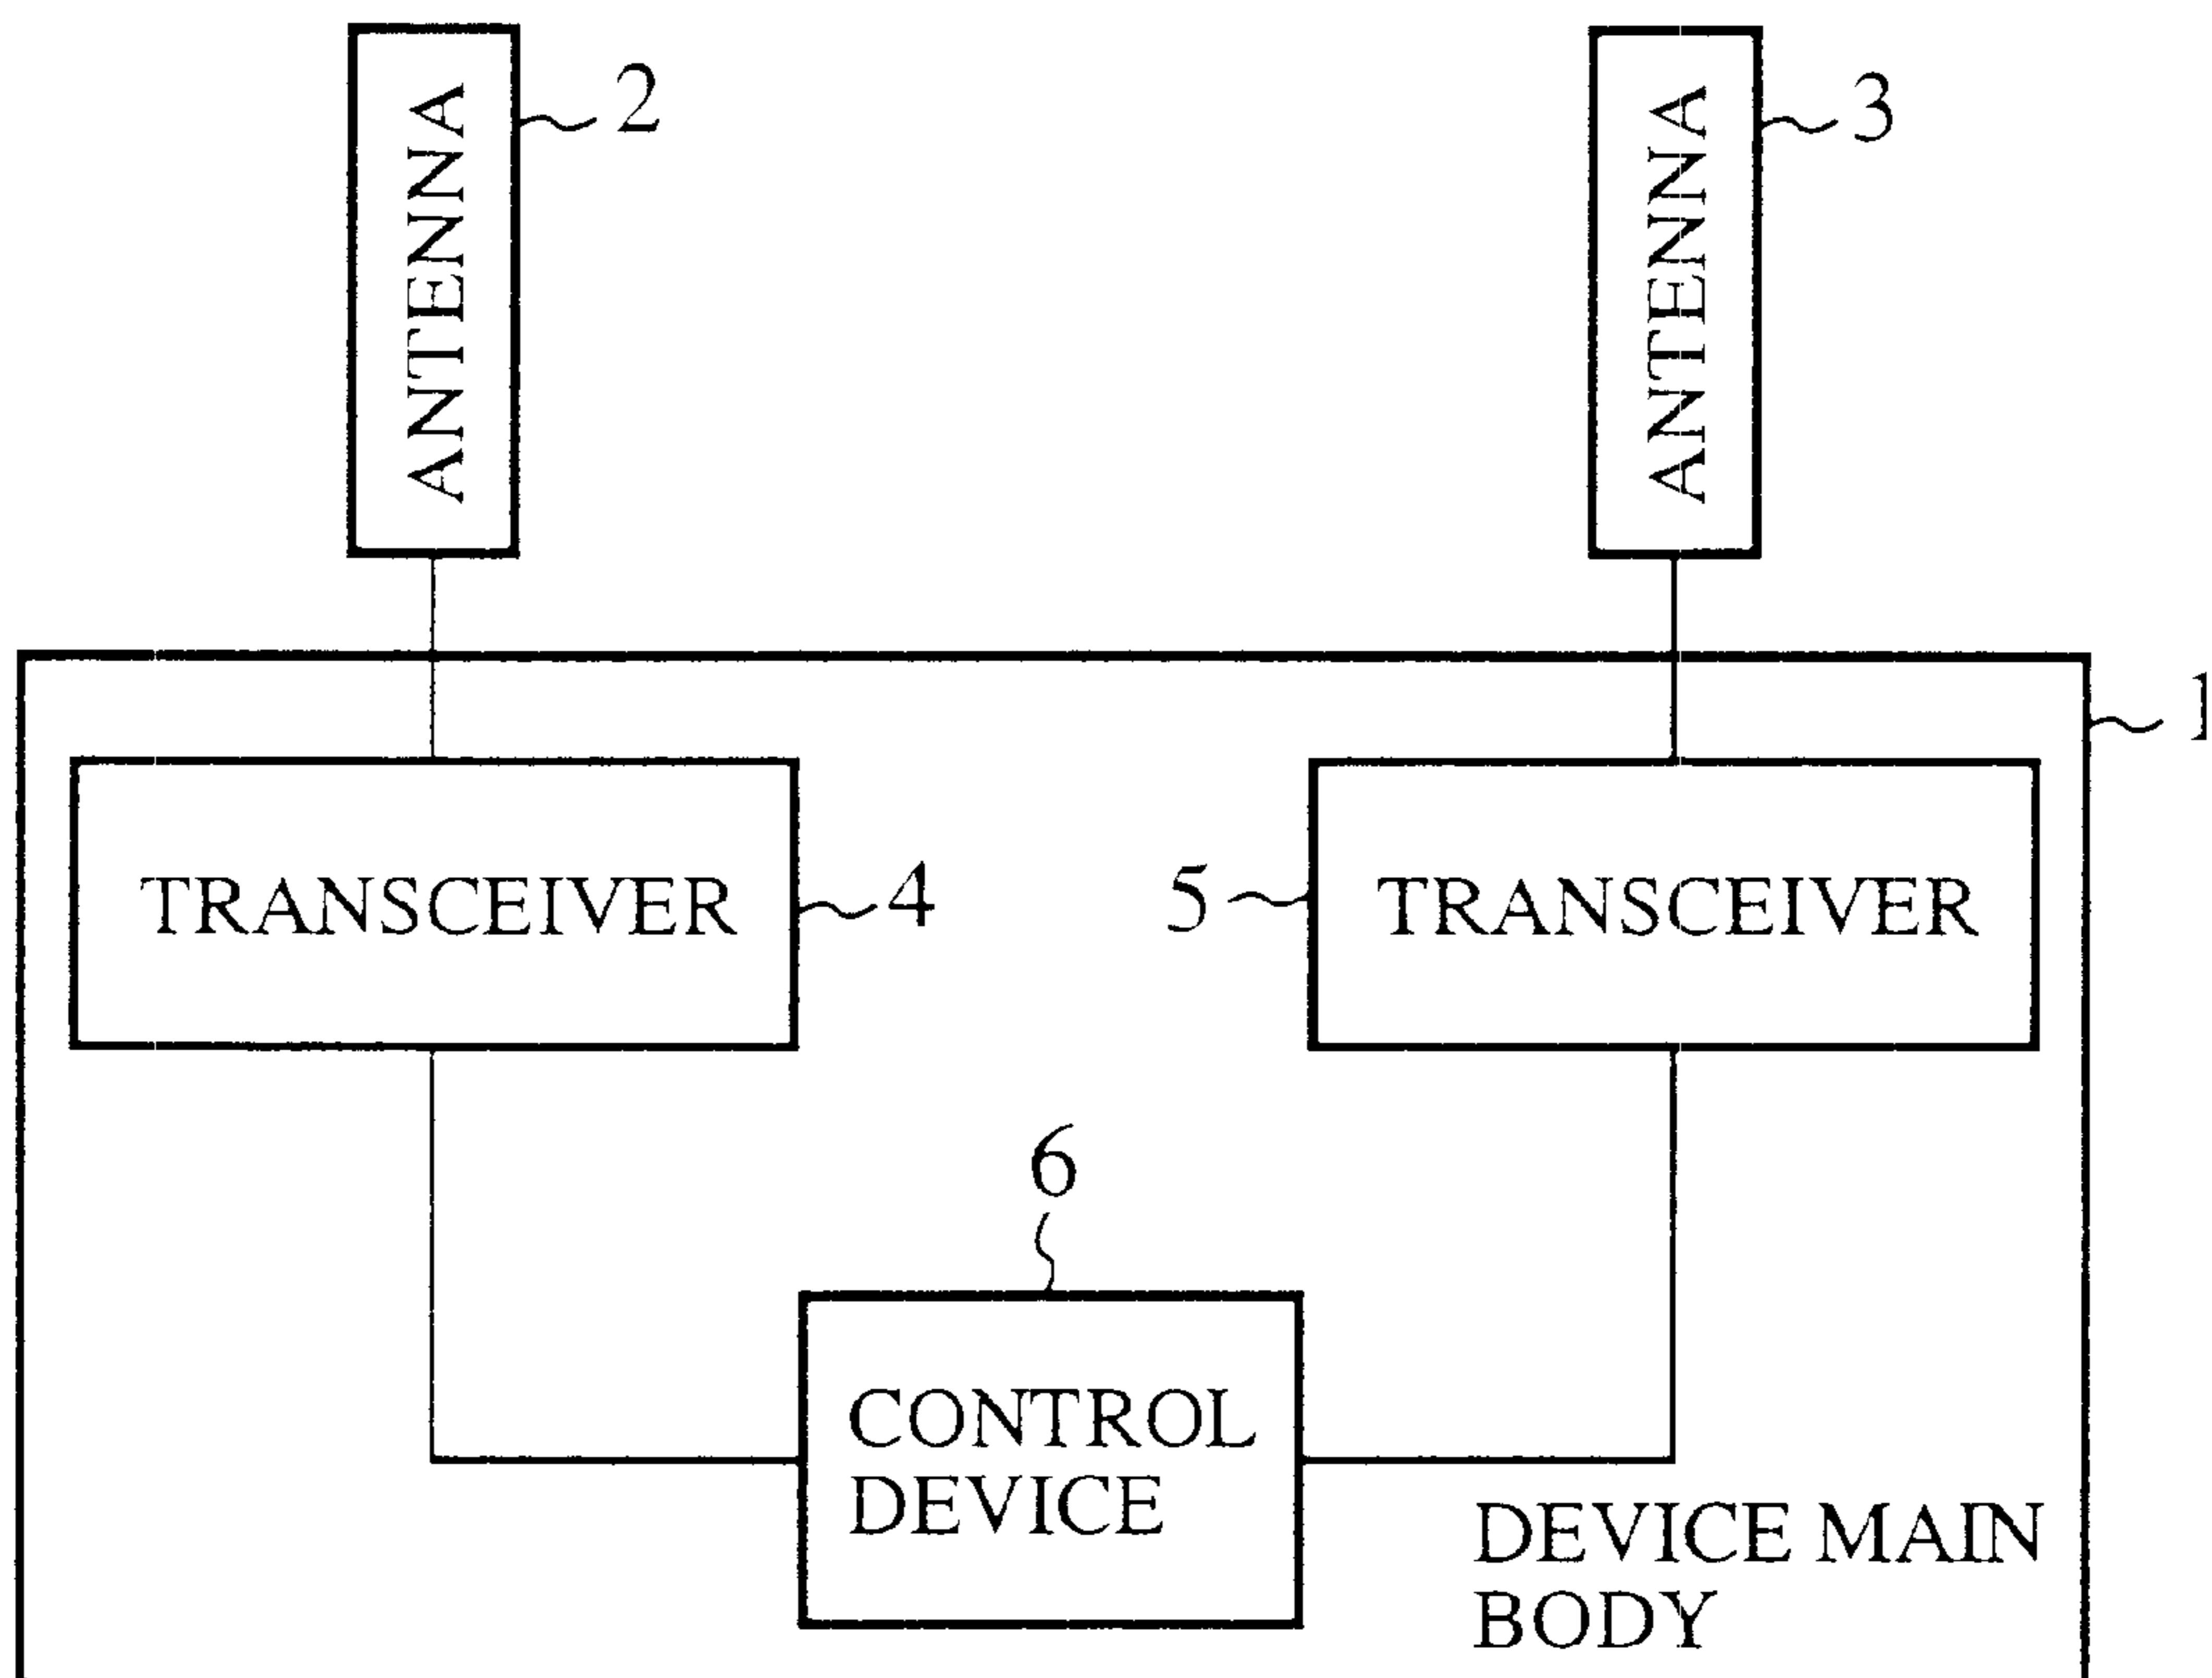 ANTENNA
2
ANTENNA
3
1
TRANSCEIVER
4
5
TRANSCEIVER
6
CONTROL
DEVICE
DEVICE MAIN
BODY